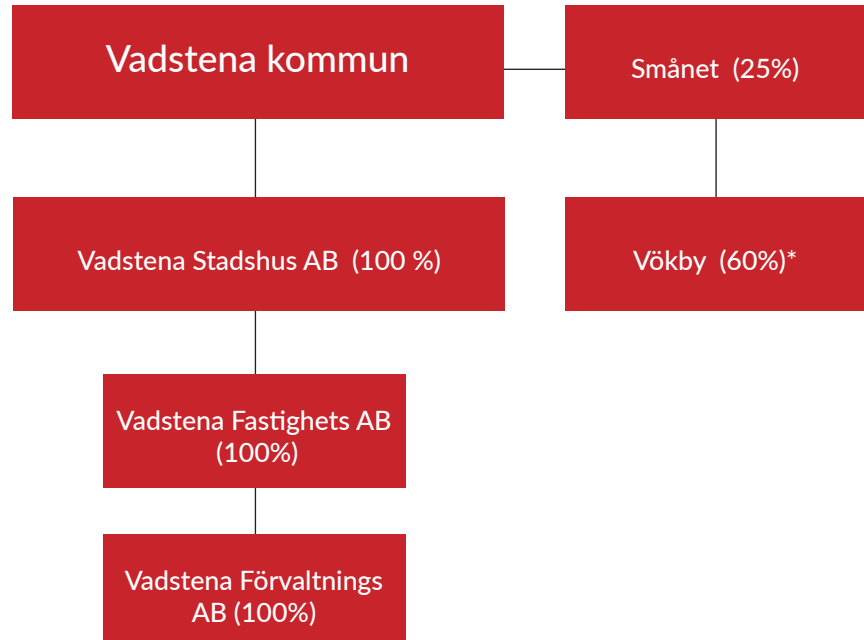 Vadstena kommun
Smånet (25%)
Vadstena Stadshus AB (100 %)
Vökby (60%)*
Vadstena Fastighets AB
(100%)
Vadstena Förvaltnings
AB (100%)